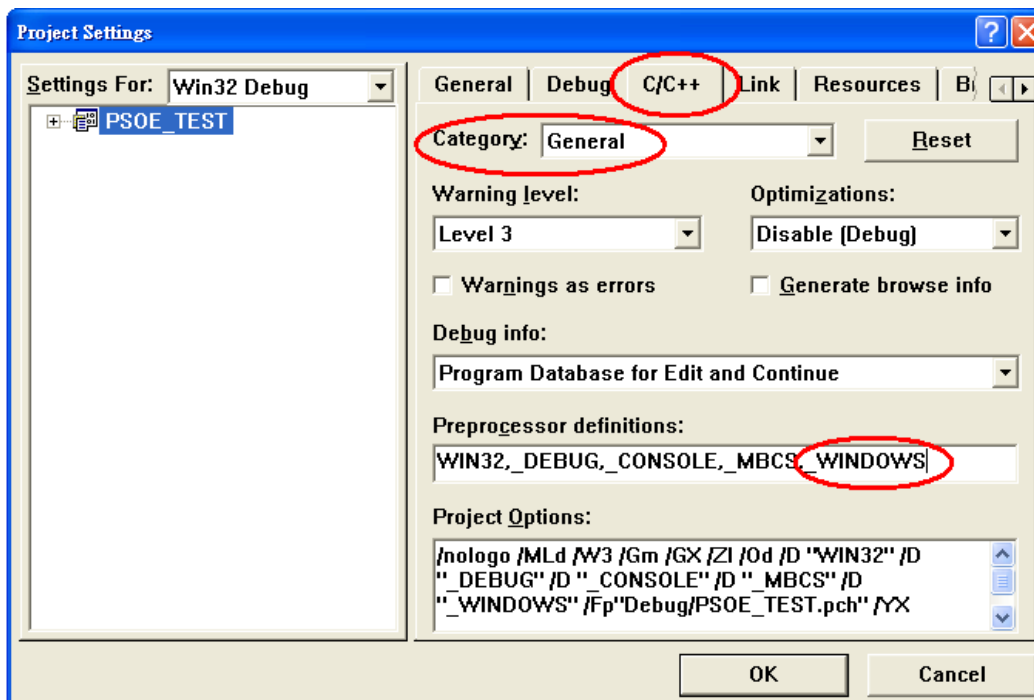 Project Settings
Settings For: Win32 Debug
PSOE_TEST
General Debug C/C++ Link Resources
Category: General
Reset
Warning level: Optimizations:
Level 3 Disable (Debug)
Warnings as errors Generate browse info
Debug info:
Program Database for Edit and Continue
Preprocessor definitions:
WIN32,_DEBUG,_CONSOLE,_MBCS,_WINDOWS
Project Options:
/nologo /MLd /W3 /Gm /GX /ZI /Od /D "WIN32" /D
"_DEBUG" /D "_CONSOLE" /D "_MBCS" /D
"_WINDOWS" /Fp"Debug/PSOE_TEST.pch" /YX
OK Cancel